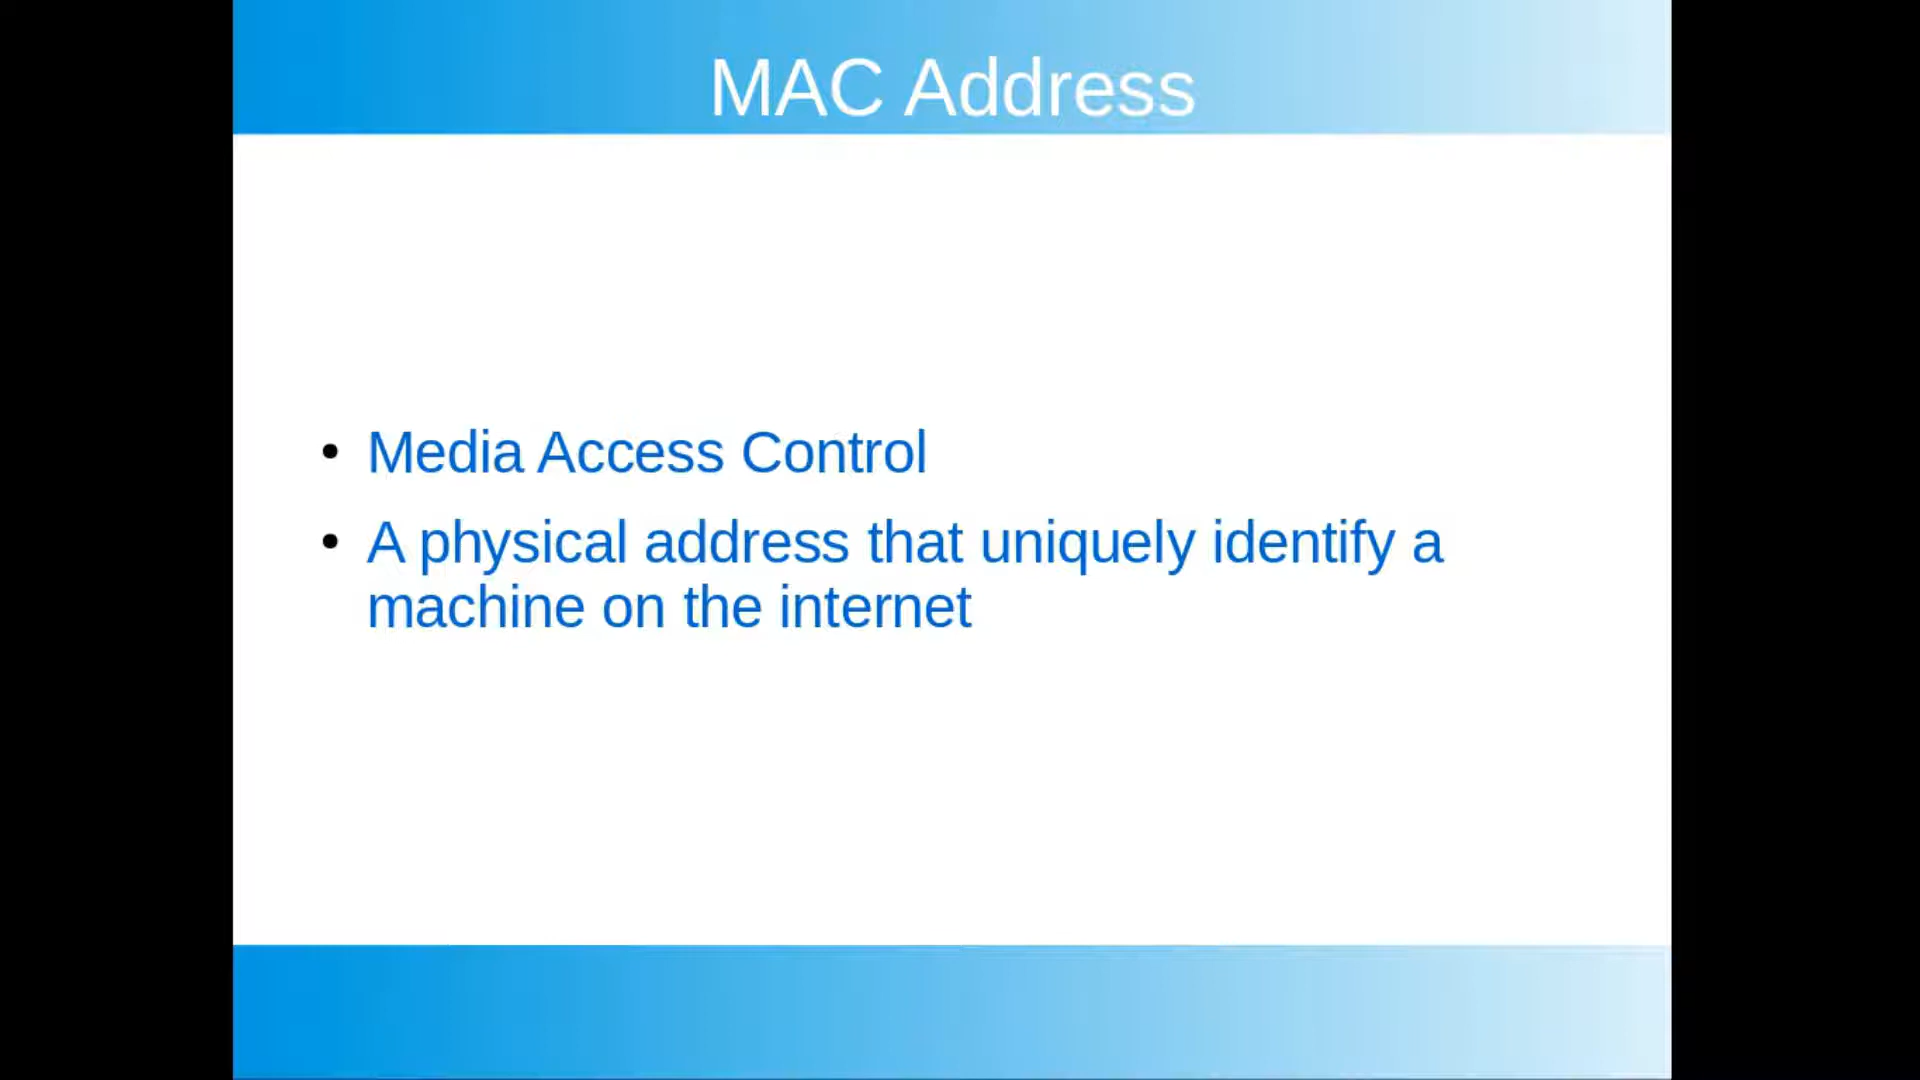 MAC Address
• Media Access Control
• A physical address that uniquely identify a
machine on the internet